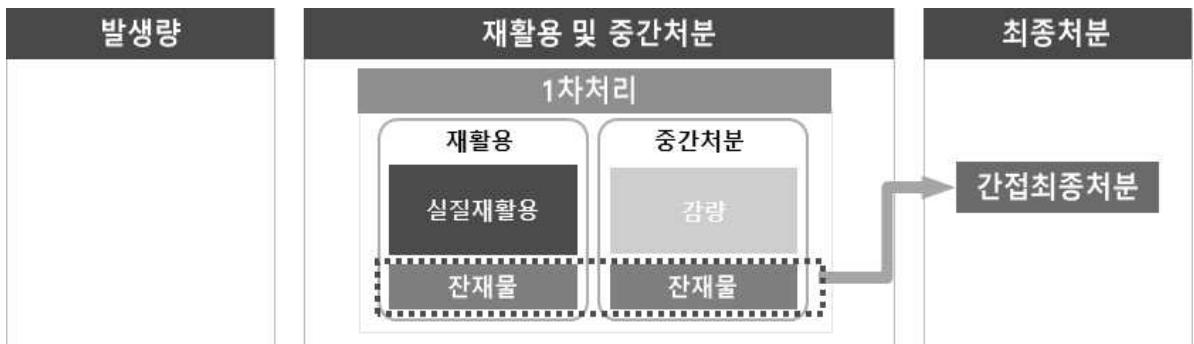 발생량
재활용 및 중간처분
최종처분
1차처리
재활용
중간처분
실질재활용
감량
간접최종처분
잔재물
잔재물